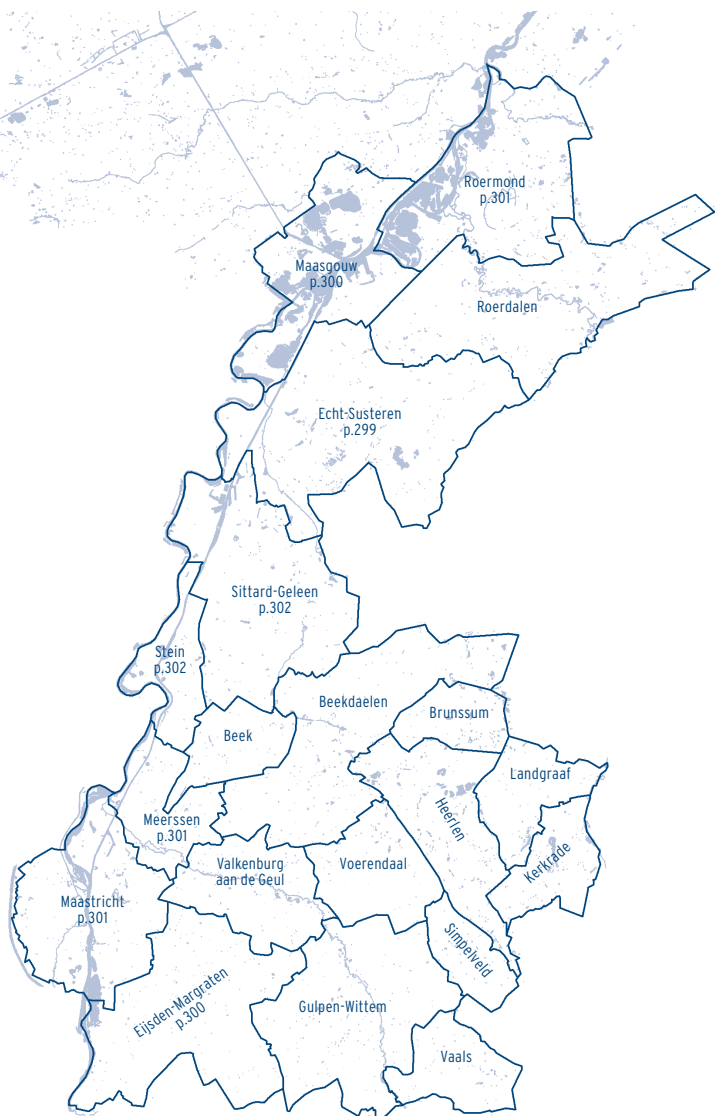 Roermond
p.301
Maasgouw
p.300
Roerdalen
Echt-Susteren
p.299
Sittard-Geleen
p.302
Stein
p.302
Beekdaelen
Brunssum
Beek
Landgraaf
Heerlen
Meerssen
p.301
Kerkrade
Valkenburg
aan de Geul
Voerendaal
Maastricht
p.301
Simpelveld
Eijsden-Margraten
p.300
Gulpen-Wittem
Vaals